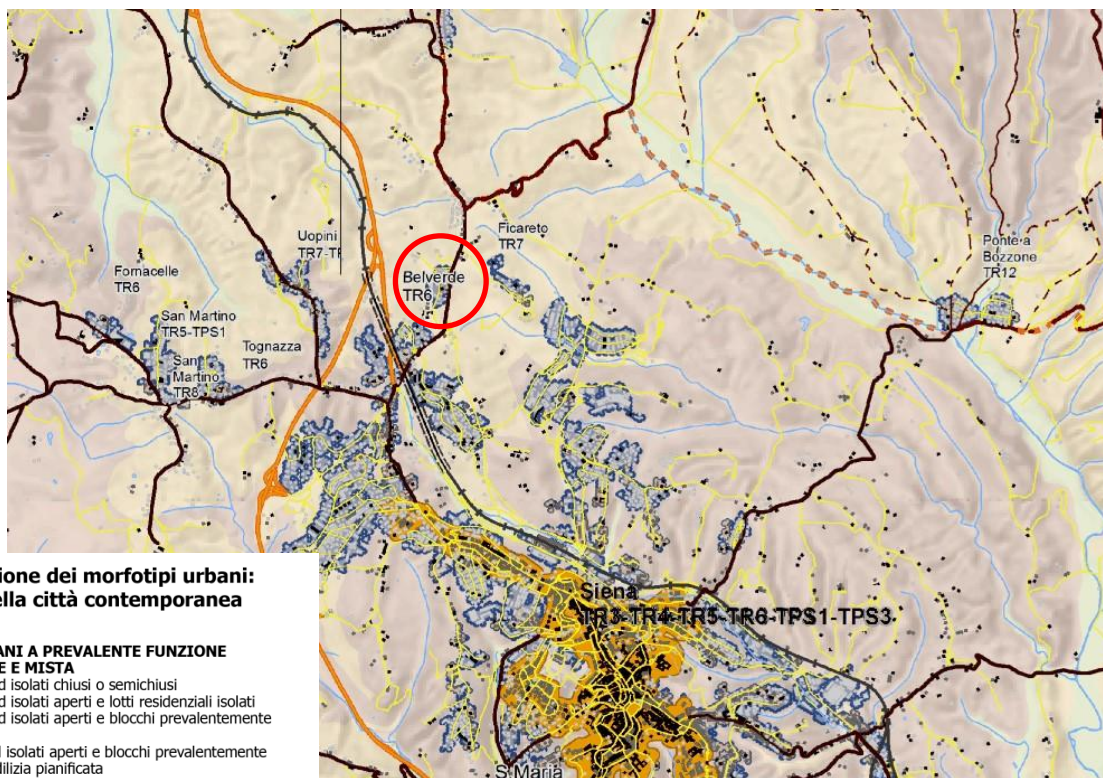 Ficareto
TR7
Uopini
TR7-TF
Ponte a
Bozzone
TR12
Belverde
TR6
Fornacelle
TR6
San Martino
TR5-TPS1
Tognazza
TR6
San
Martino
TR8
Siena
TR3-TR4-TR5-TR6-TPS1-TPS3
S.Maria
ione dei morfotipi urbani:
ella città contemporanea
ANI A PREVALENTE FUNZIONE
E E MISTA
d isolati chiusi o semichiusi
d isolati aperti e lotti residenziali isolati
d isolati aperti e blocchi prevalentemente
d isolati aperti e blocchi prevalentemente
dilizia pianificata